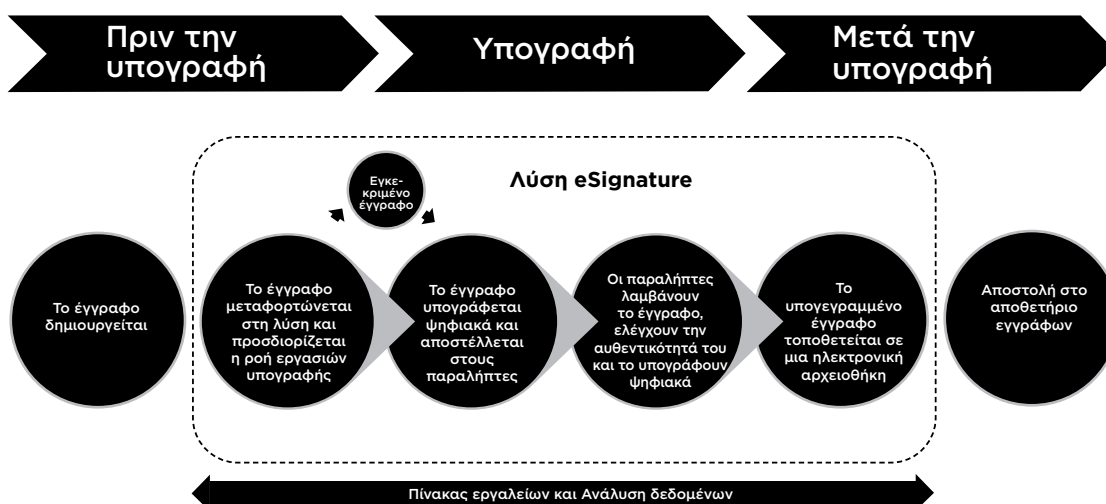 Πριν την
υπογραφή
Υπογραφή
Μετά την
υπογραφή
Λύση eSignature
Εγκε-
κριμένο
έγγραφο
Το έγγραφο
δημιουργείται
Το έγγραφο
μεταφορτώνεται
στη λύση και
προσδιορίζεται
η ροή εργασιών
υπογραφής
Το έγγραφο
υπογράφεται
ψηφιακά και
αποστέλλεται
στους
παραλήπτες
Οι παραλήπτες
λαμβάνουν
το έγγραφο,
ελέγχουν την
αυθεντικότητά του
και το υπογράφουν
ψηφιακά
Το
υπογεγραμμένο
έγγραφο
τοποθετείται σε
μια ηλεκτρονική
αρχειοθήκη
Αποστολή στο
αποθετήριο
εγγράφων
Πίνακας εργαλείων και Ανάλυση δεδομένων